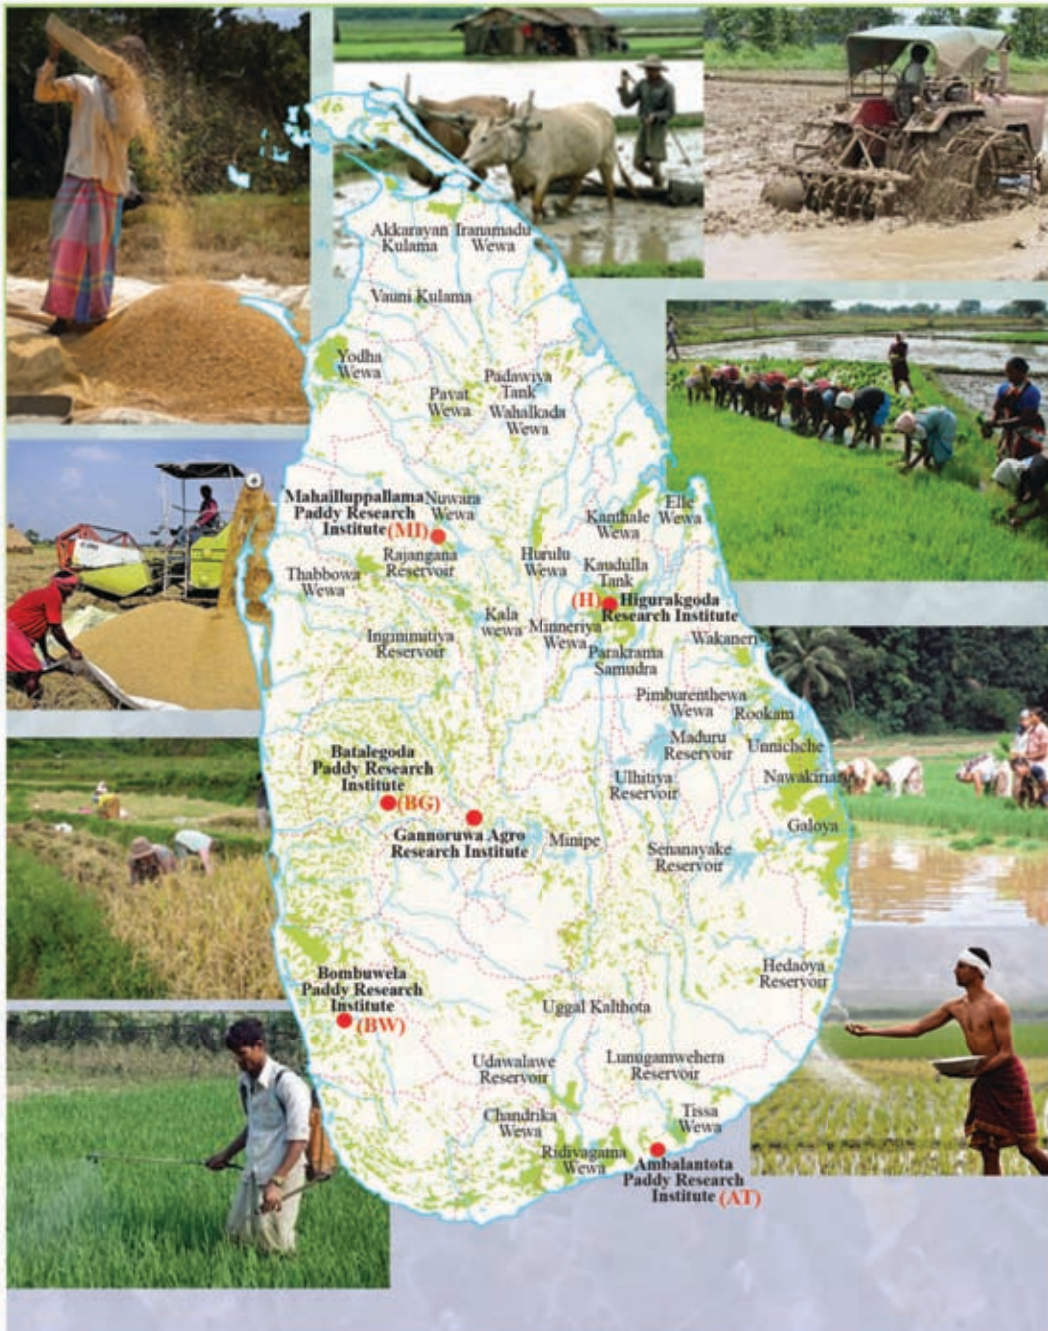 Akkarayan
Kulama
Iranamadu
Wewa
Vauni Kulama
Yodha
Wewa
Padawiya
Tank
Pavat
Wewa
Wahalkada
Wewa
Mahailluppallama
Paddy Research
Institute (MI)
Nuwara
Wewa
Kanthale
Wewa
Elle
Wewa
Rajangana
Reservoir
Hurulu
Wewa
Kaudulla
Tank
Thabbowa
Wewa
(H) Higurakgoda
Research Institute
Kala
wewa
Minneriya
Wewa
Inginimitiya
Reservoir
Wakaneri
Parakrama
Samudra
Pimburenthewa
Wewa
Rookam
Maduru
Reservoir
Unnichche
Batalegoda
Paddy Research
Institute
(BG)
Ulhitiya
Reservoir
Nawakiriar
Gannoruwa Agro
Research Institute
Minipe
Galoya
Senanayake
Reservoir
Bombuwela
Paddy Research
Institute
(BW)
Hedaoya
Reservoir
Uggal Kalthota
Udawalawe
Reservoir
Lunugamwehera
Reservoir
Chandrika
Wewa
Tissa
Wewa
Ridiyagama
Wewa
Ambalantota
Paddy Research
Institute (AT)